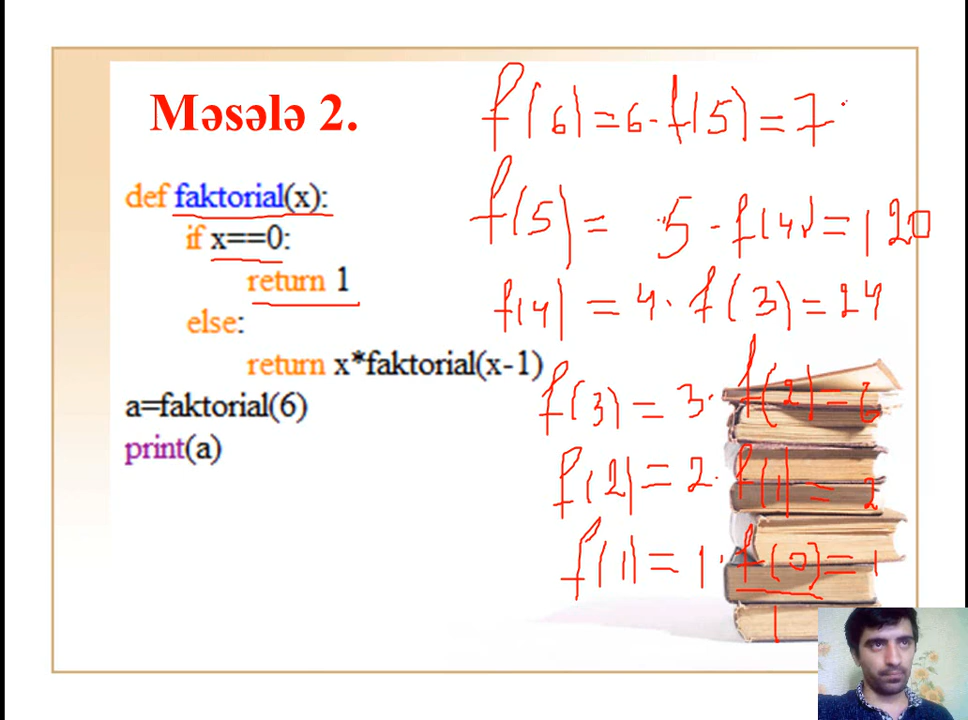 Məsələ 2.
def faktorial(x):
if x==0:
return 1
else:
return x*faktorial(x-1)
a=faktorial(6)
print(a)
f(6)=6·f(5)=7
f(5)= 5·f(4)=120
f(4)=4·f(3)=24
f(3)=3·f(2)=6
f(2)=2·f(1)=2
f(1)=1·f(0)=1
1